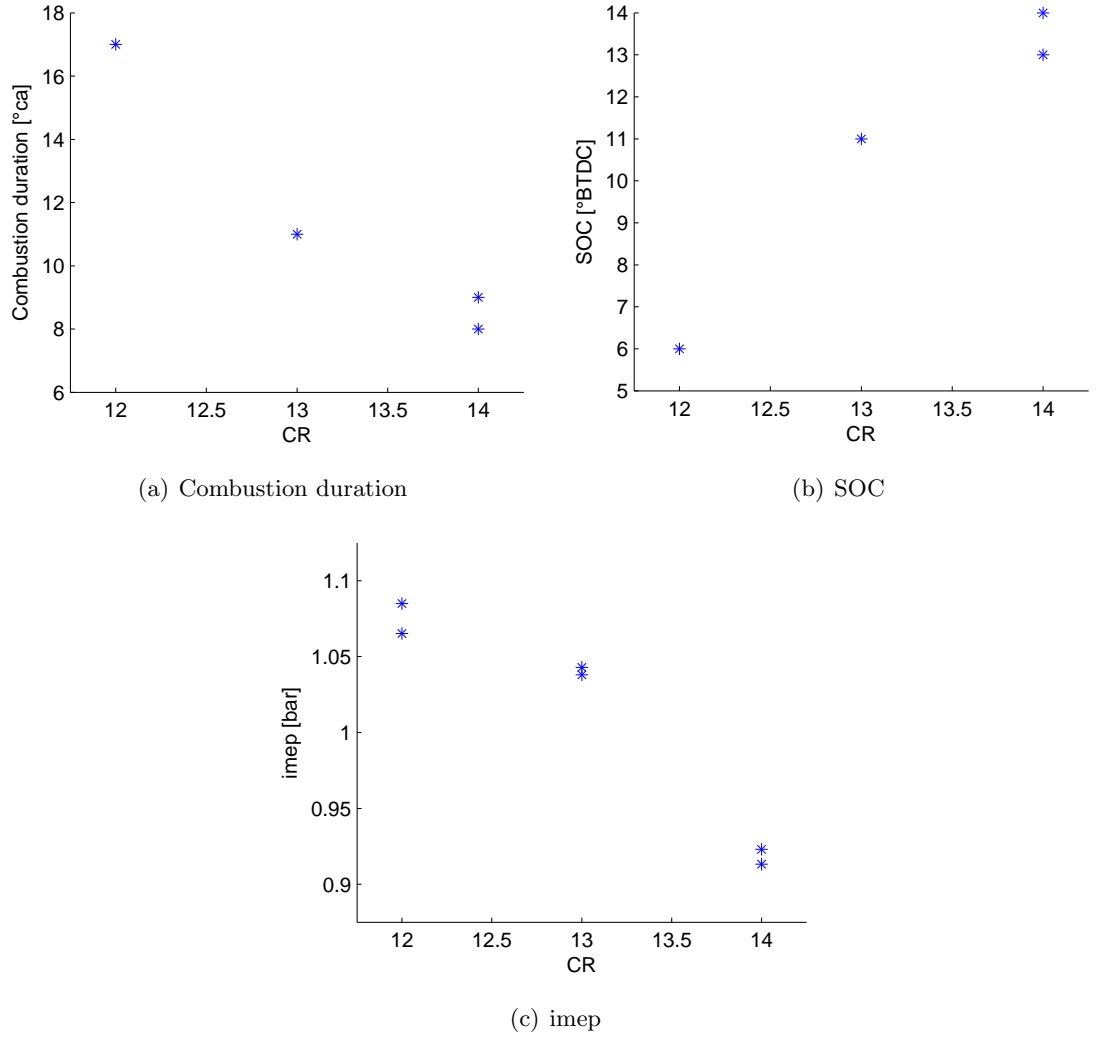 18
16
14
12
10
8
6
Combustion duration [°ca]
12 12.5 13 13.5 14
CR
(a) Combustion duration
14
13
12
11
10
9
8
7
6
5
SOC [°BTDC]
12 12.5 13 13.5 14
CR
(b) SOC
1.1
1.05
1
0.95
0.9
imep [bar]
12 12.5 13 13.5 14
CR
(c) imep